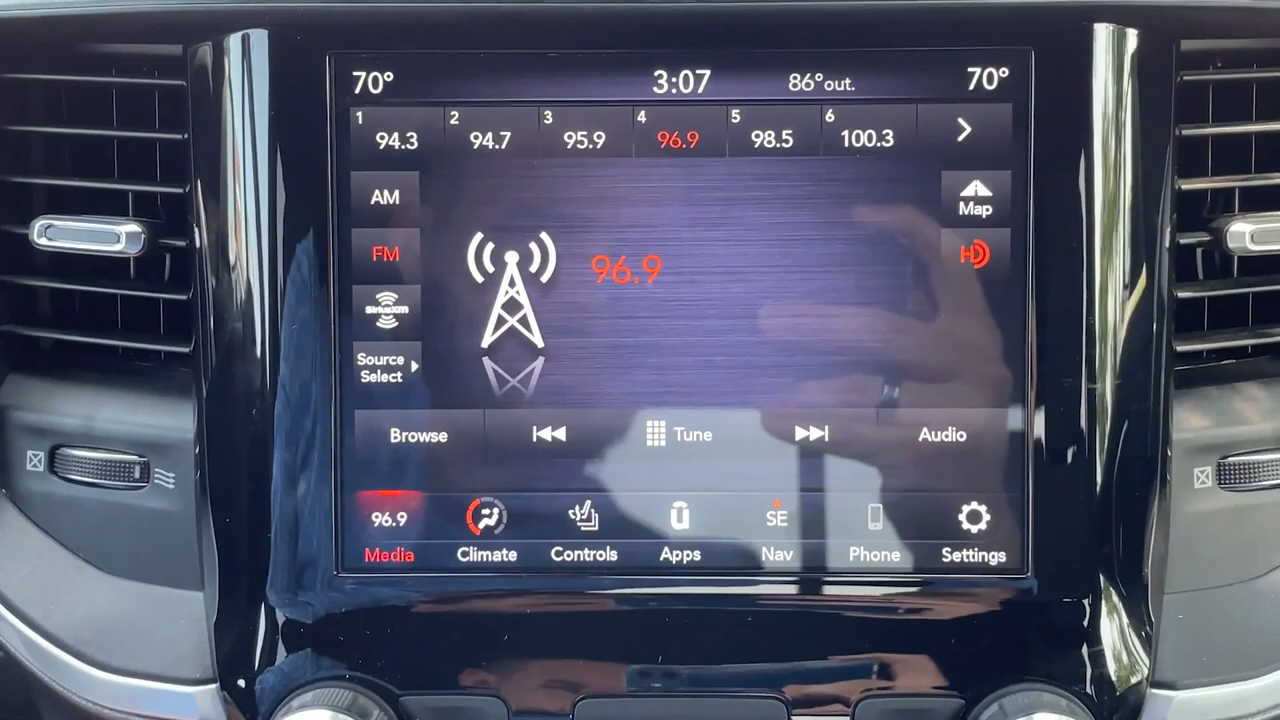 70° 3:07 86° out. 70°
1 94.3 2 94.7 3 95.9 4 96.9 5 98.5 6 100.3
AM
Map
FM
96.9
HD
SiriusXM
Source
Select
Browse Tune Audio
96.9 SE
Media Climate Controls Apps Nav Phone Settings